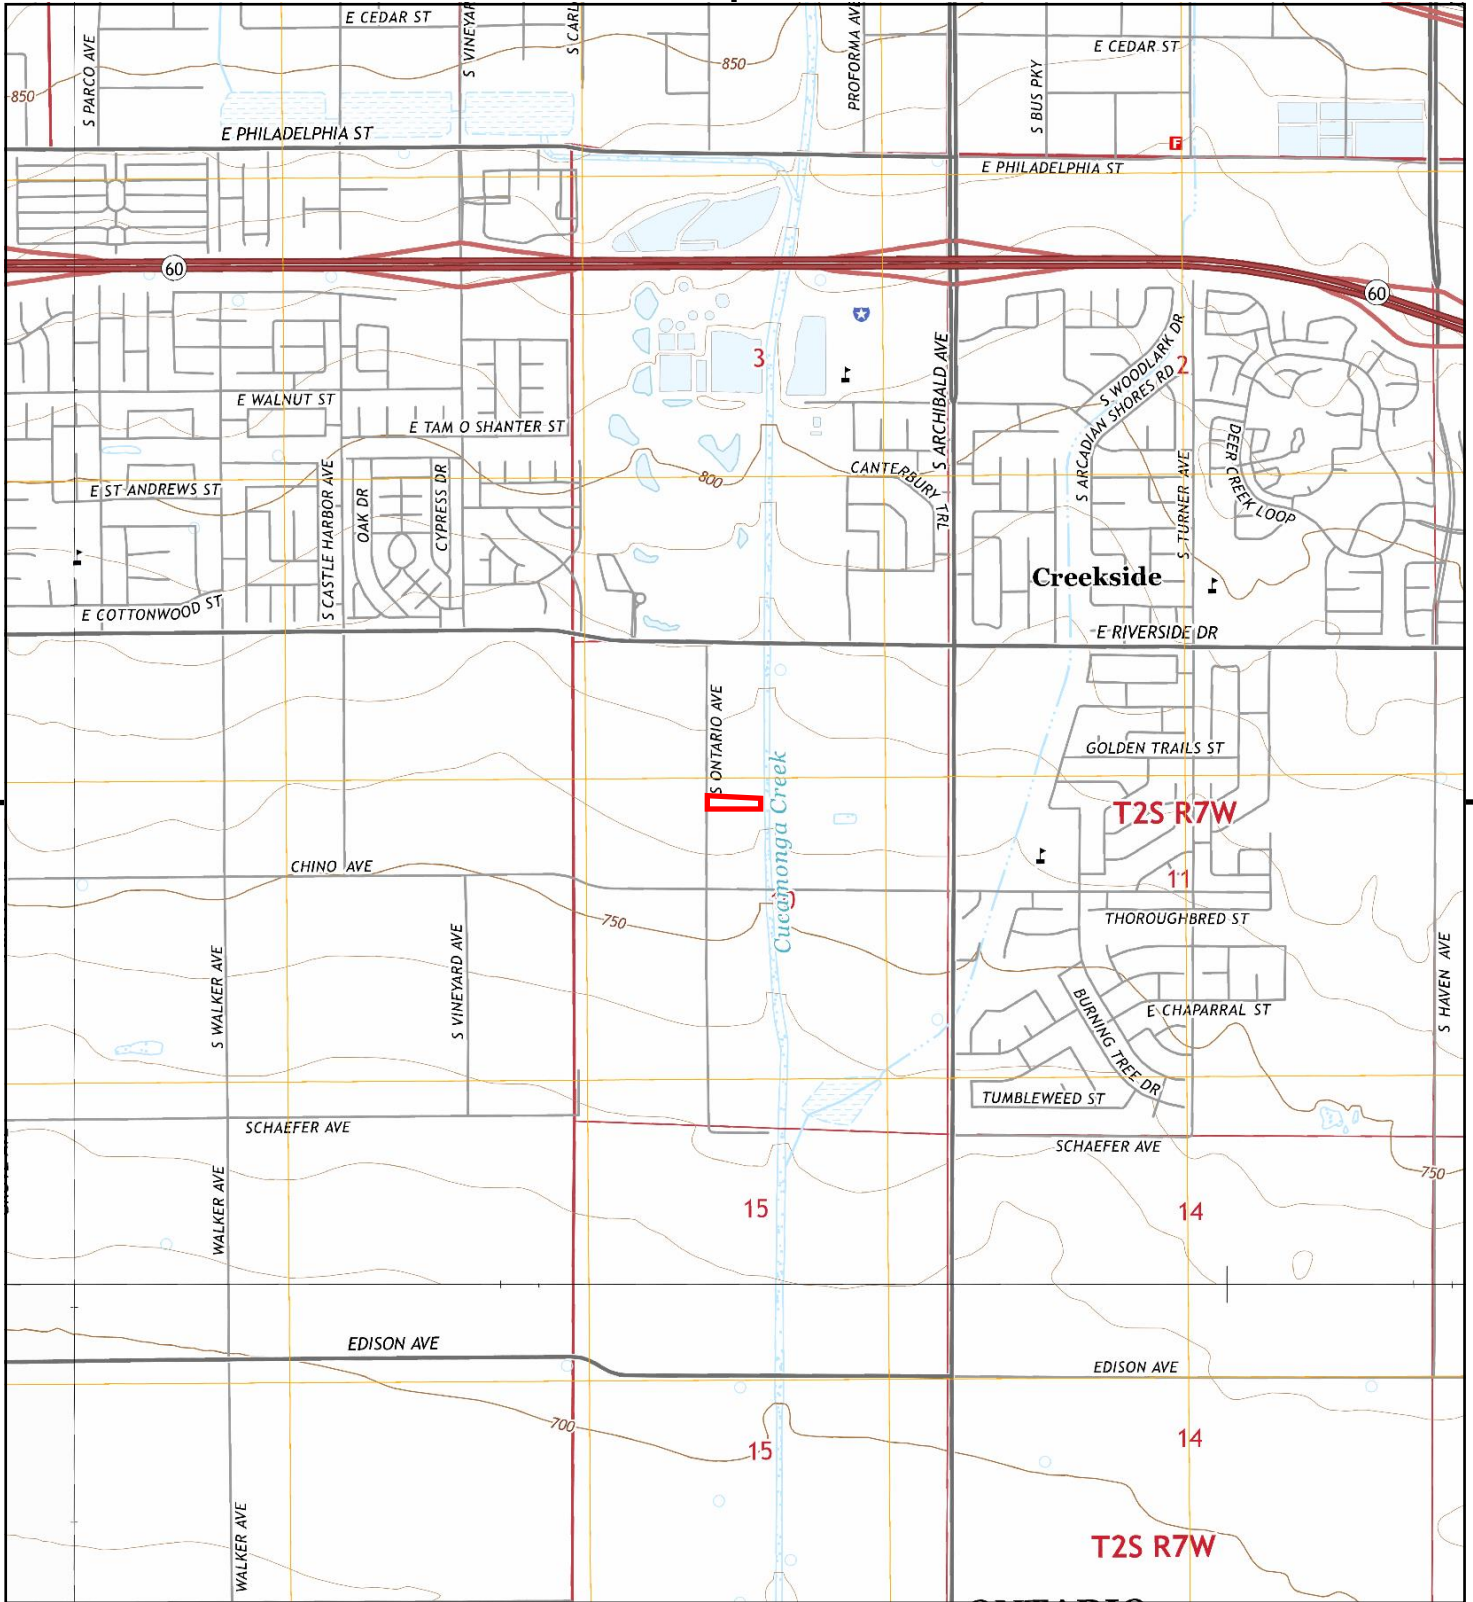 E CEDAR ST
S PARCO AVE
S VINEYAR
S CARL
850
PROFORMA AVE
E CEDAR ST
S BUS PKY
850
E PHILADELPHIA ST
F
E PHILADELPHIA ST
60
60
3
S ARCHIBALD AVE
S WOODLARK DR
2
S ARCADIAN SHORES RD
E WALNUT ST
E TAM O SHANTER ST
DEER CREEK LOOP
S TURNER AVE
CANTERBURY TRL
800
E ST ANDREWS ST
S CASTLE HARBOR AVE
OAK DR
CYPRESS DR
Creekside
E COTTONWOOD ST
E RIVERSIDE DR
S ONTARIO AVE
GOLDEN TRAILS ST
Cucamonga Creek
T2S R7W
CHINO AVE
11
10
750
THOROUGHBRED ST
S WALKER AVE
S VINEYARD AVE
S HAVEN AVE
BURNING TREE DR
E CHAPARRAL ST
TUMBLEWEED ST
SCHAEFER AVE
SCHAEFER AVE
750
WALKER AVE
15
14
EDISON AVE
EDISON AVE
700
15
14
WALKER AVE
T2S R7W
ONTARIO